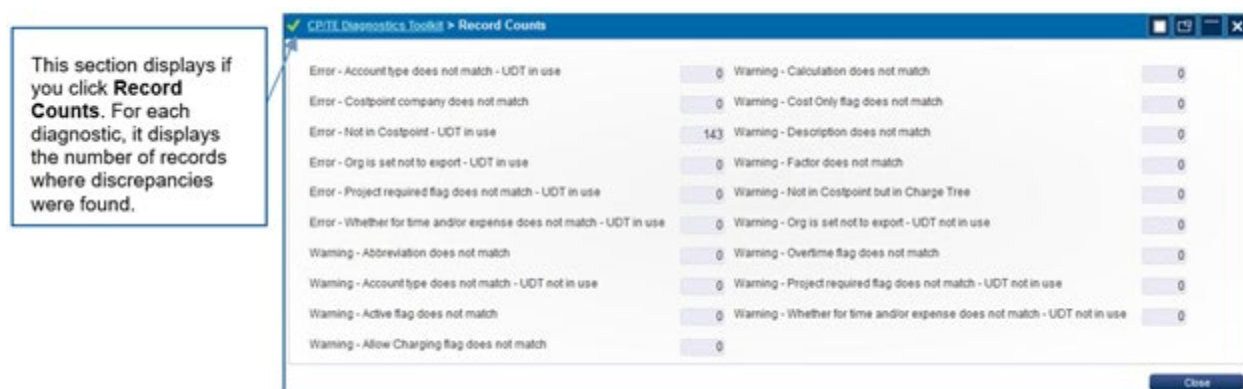 This section displays if
you click Record
Counts. For each
diagnostic, it displays
the number of records
where discrepancies
were found.
CP/TE Diagnostics Toolkit > Record Counts
Error - Account type does not match - UDT in use 0 Warning - Calculation does not match 0
Error - Costpoint company does not match 0 Warning - Cost Only flag does not match 0
Error - Not in Costpoint - UDT in use 143 Warning - Description does not match 0
Error - Org is set not to export - UDT in use 0 Warning - Factor does not match 0
Error - Project required flag does not match - UDT in use 0 Warning - Not in Costpoint but in Charge Tree 0
Error - Whether for time and/or expense does not match - UDT in use 0 Warning - Org is set not to export - UDT not in use 0
Warning - Abbreviation does not match 0 Warning - Overtime flag does not match 0
Warning - Account type does not match - UDT not in use 0 Warning - Project required flag does not match - UDT not in use 0
Warning - Active flag does not match 0 Warning - Whether for time and/or expense does not match - UDT not in use 0
Warning - Allow Charging flag does not match 0
Close